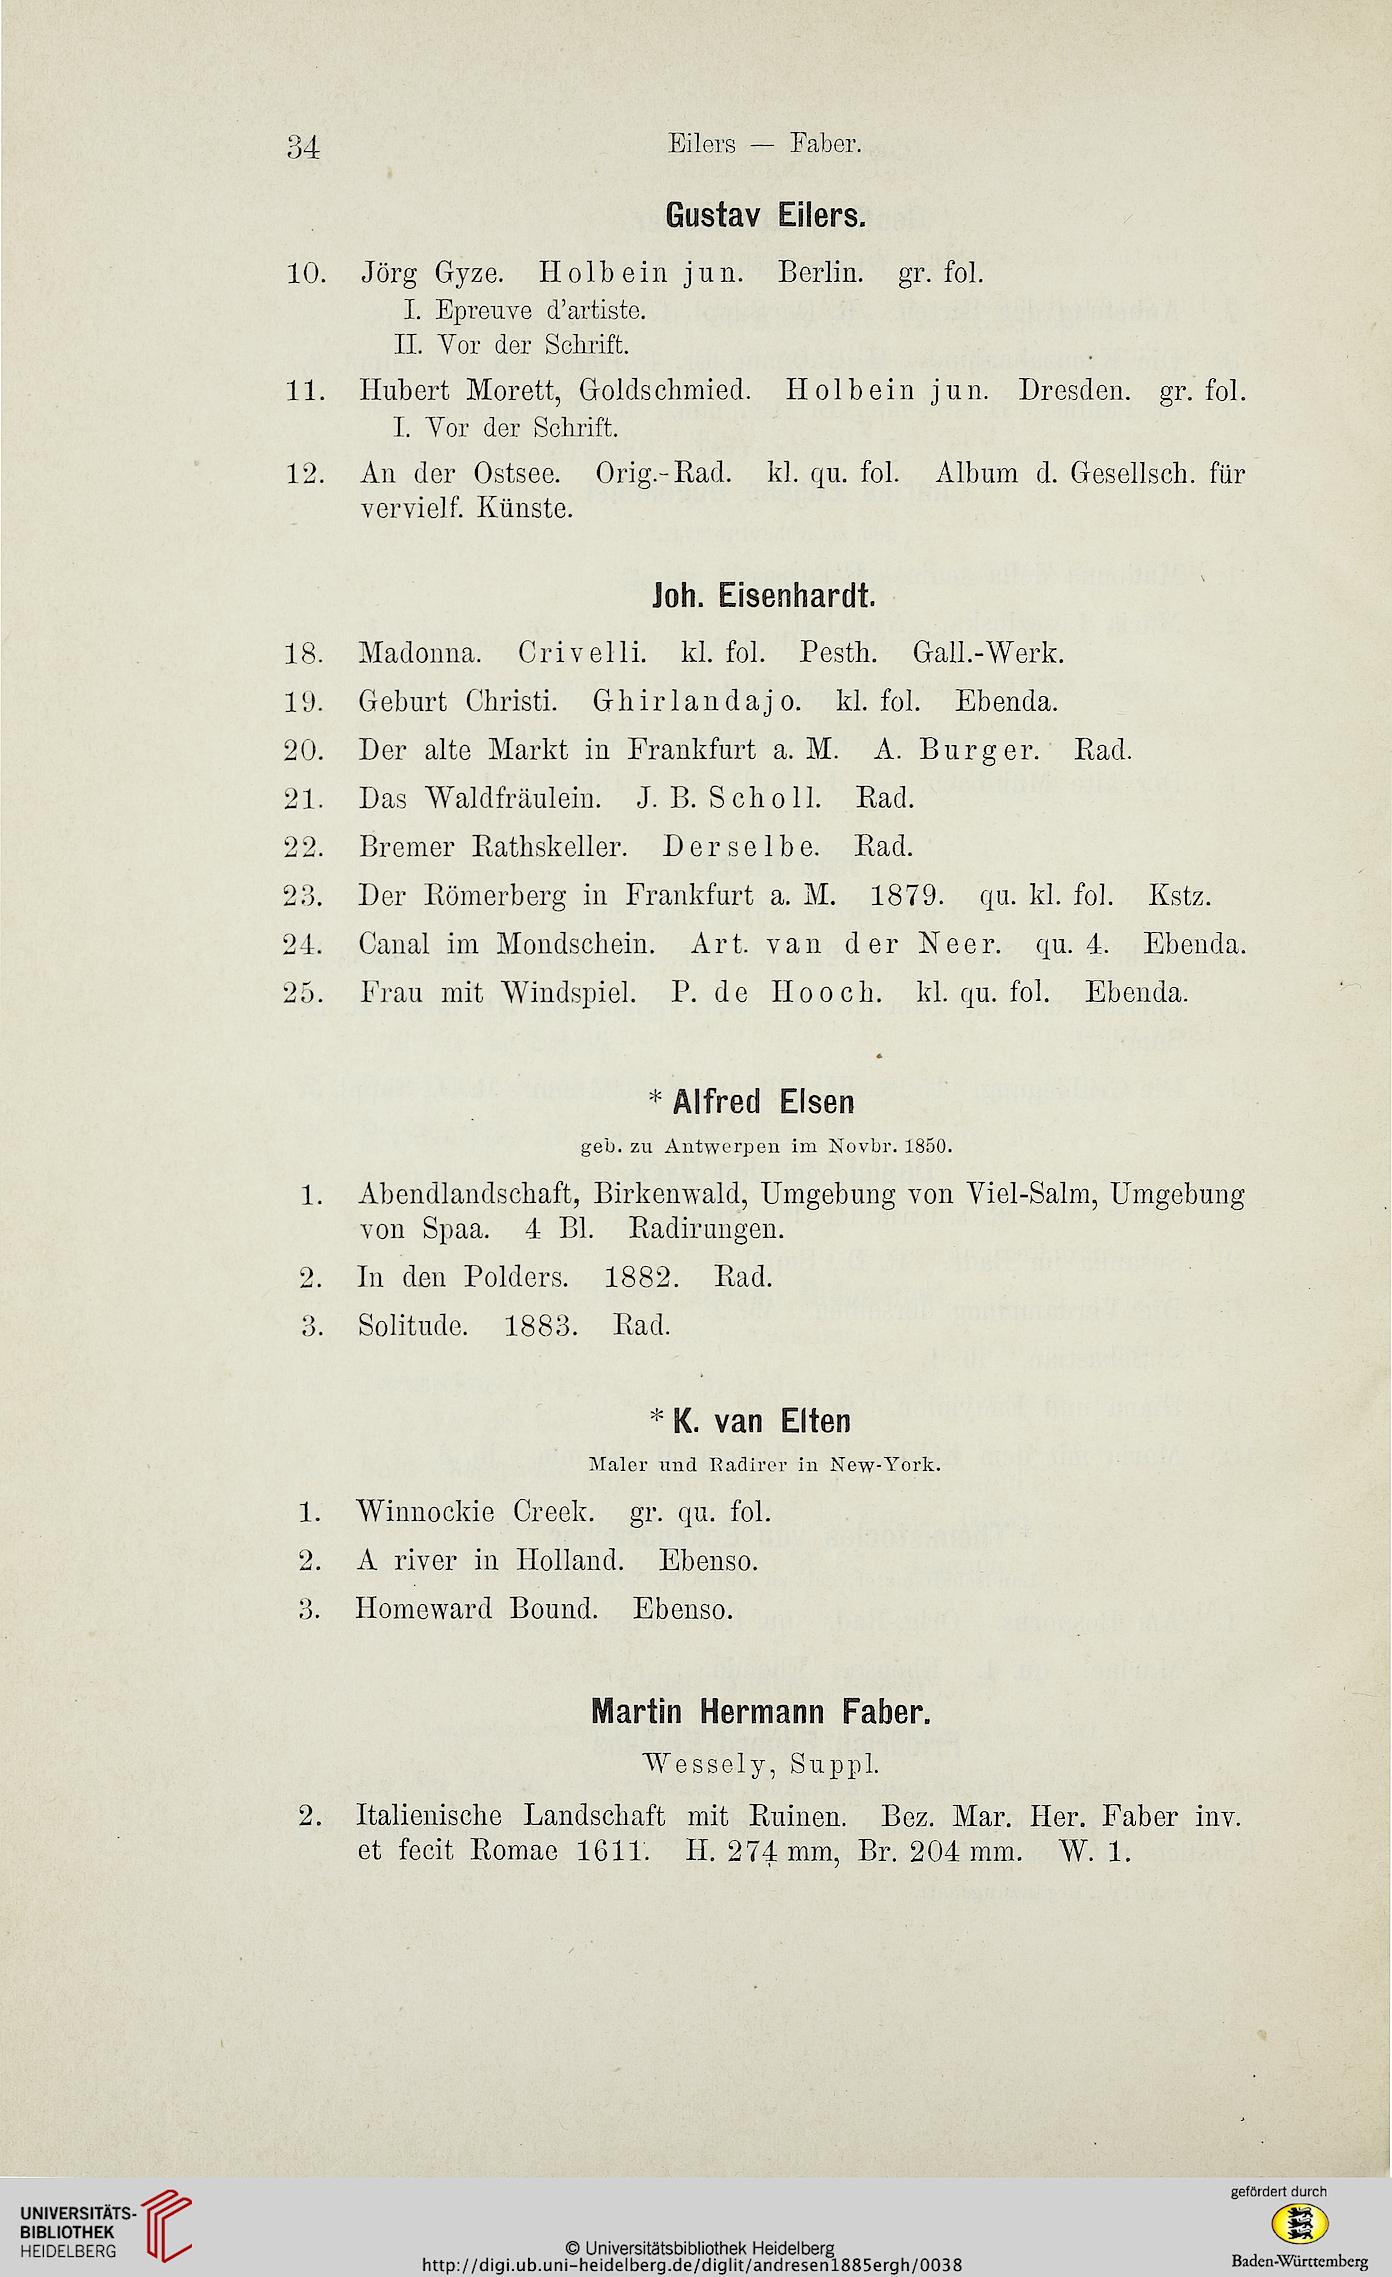 34
Eilers — Faber.
Gustav Eilers.
10. Jörg Gyze. Holbein jun. Berlin. gr. fol.
I. Epreuve d'artiste.
II. Vor der Schrift.
11. Hubert Morett, Goldschmied. Holbein jun. Dresden. gr. fol.
I. Vor der Schrift.
12. An der Ostsee. Orig.-Rad. kl. qu. fol. Album d. Gesellsch. für
vervielf. Künste.
Joh. Eisenhardt.
18. Madonna. Crivelli. kl. fol. Pesth. Gall.-Werk.
19. Geburt Christi. Ghirlandajo. kl. fol. Ebenda.
20. Der alte Markt in Frankfurt a. M. A. Burger. Rad.
21. Das Waldfräulein. J. B. Scholl. Rad.
22. Bremer Rathskeller. Derselbe. Rad.
23. Der Römerberg in Frankfurt a. M. 1879. qu. kl. fol. Kstz.
24. Canal im Mondschein. Art. van der Neer. qu. 4. Ebenda.
25. Frau mit Windspiel. P. de Hooch. kl. qu. fol. Ebenda.
* Alfred Elsen
geb. zu Antwerpen im Novbr. 1850.
1. Abendlandschaft, Birkenwald, Umgebung von Viel-Salm, Umgebung
von Spaa. 4 Bl. Radirungen.
2. In den Polders. 1882. Rad.
3. Solitude. 1883. Rad.
* K. van Elten
Maler und Radirer in New-York.
1. Winnockie Creek. gr. qu. fol.
2. A river in Holland. Ebenso.
3. Homeward Bound. Ebenso.
Martin Hermann Faber.
Wessely, Suppl.
2. Italienische Landschaft mit Ruinen. Bez. Mar. Her. Faber inv.
et fecit Romae 1611. H. 274 mm, Br. 204 mm. W. 1.
UNIVERSITÄTS-
BIBLIOTHEK
HEIDELBERG
© Universitätsbibliothek Heidelberg
http://digi.ub.uni-heidelberg.de/diglit/andresen1885ergh/0038
gefördert durch
Baden-Württemberg